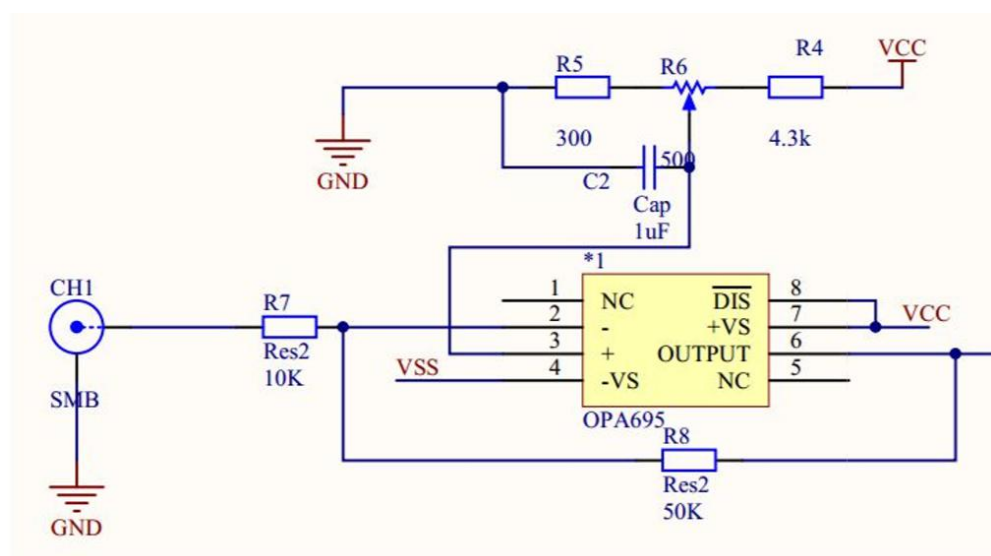 R4
VCC
R5
R6
300
500
4.3k
GND
C2
Cap
1uF
*1
CH1
R7
Res2
10K
SMB
GND
VSS
1
2
3
4
NC
-
+
-VS
DIS
+VS
OUTPUT
NC
8
7
6
5
VCC
OPA695
R8
Res2
50K